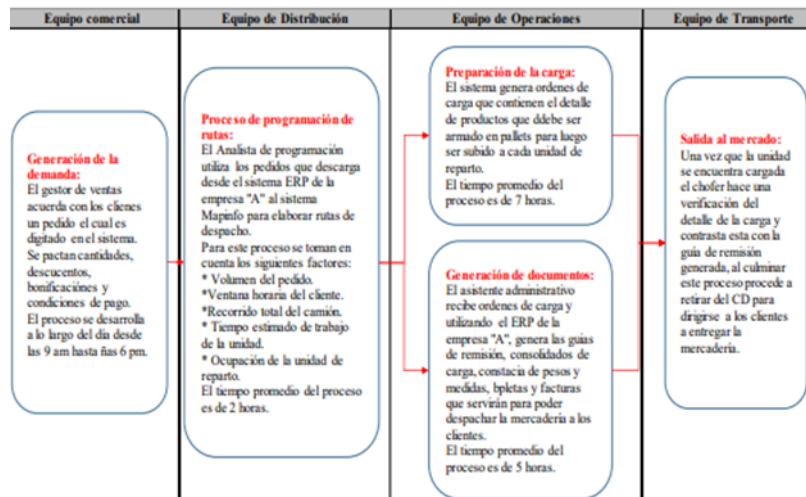 Equipo comercial
Equipo de Distribución
Equipo de Operaciones
Equipo de Transporte
Generación de la
demanda:
El gestor de ventas
acuerda con los clienes
un pedido el cual es
digitado en el sistema.
Se pactan cantidades,
descucentos,
bonificaciónes y
condiciones de pago.
El proceso se desarrolla
a lo largo del día desde
las 9 am hasta ñas 6 pm.
Proceso de programación de
rutas:
El Analista de programación
utiliza los pedidos que descarga
desde el sistema ERP de la
empresa "A" al sistema
Mapinfo para elaborar rutas de
despacho.
Para este proceso se toman en
cuenta los siguientes factores:
* Volumen del pedido.
*Ventana horaria del cliente.
*Recorrido total del camión.
* Tiempo estimado de trabajo
de la unidad.
* Ocupación de la unidad de
reparto.
El tiempo promedio del proceso
es de 2 horas.
Preparación de la carga:
El sistema genera ordenes de
carga que contienen el detalle
de productos que ddebe ser
armado en pallets para luego
ser subido a cada unidad de
reparto.
El tiempo promedio del
proceso es de 7 horas.
Generación de documentos:
El asistente administrativo
recibe ordenes de carga y
utilizando el ERP de la
empresa "A", genera las guias
de remisión, consolidados de
carga, constacia de pesos y
medidas, bpletas y facturas
que servirán para poder
despachar la mercadería a los
clientes.
El tiempo promedio del
proceso es de 5 horas.
Salida al mercado:
Una vez que la unidad
se encuentra cargada
el chofer hace una
verificación del
detalle de la carga y
contrasta esta con la
guía de remisión
generada, al culminar
este proceso procede a
retirar del CD para
dirigirse a los clientes
a entregar la
mercadería.